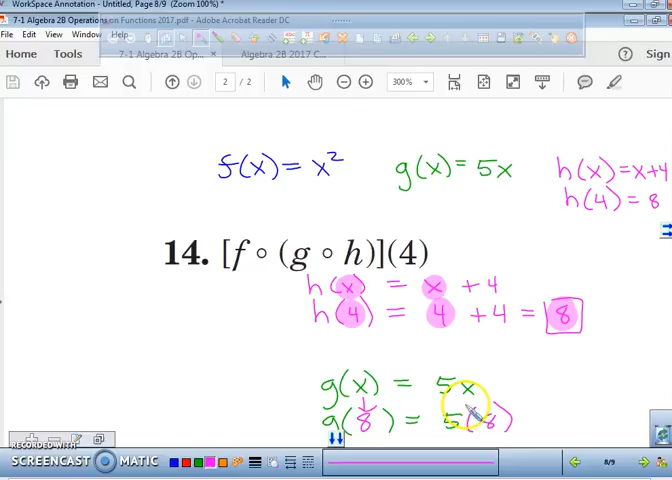 WorkSpace Annotation - Untitled, Page 8/9 (Zoom 100%) *
7-1 Algebra 2B Operations on Functions 2017.pdf - Adobe Acrobat Reader DC
File Edit View Window Help
Home Tools 7-1 Algebra 2B Op... Algebra 2B 2017 C... Sign
2 / 2 300%
f(x) = x² g(x) = 5x h(x) = x+4
h(4) = 8
14. [f ∘ (g ∘ h)](4)
h(x) = x + 4
h(4) = 4 + 4 = 8
g(x) = 5x
g(8) = 5(8)
RECORDED WITH
SCREENCAST MATIC
8/9